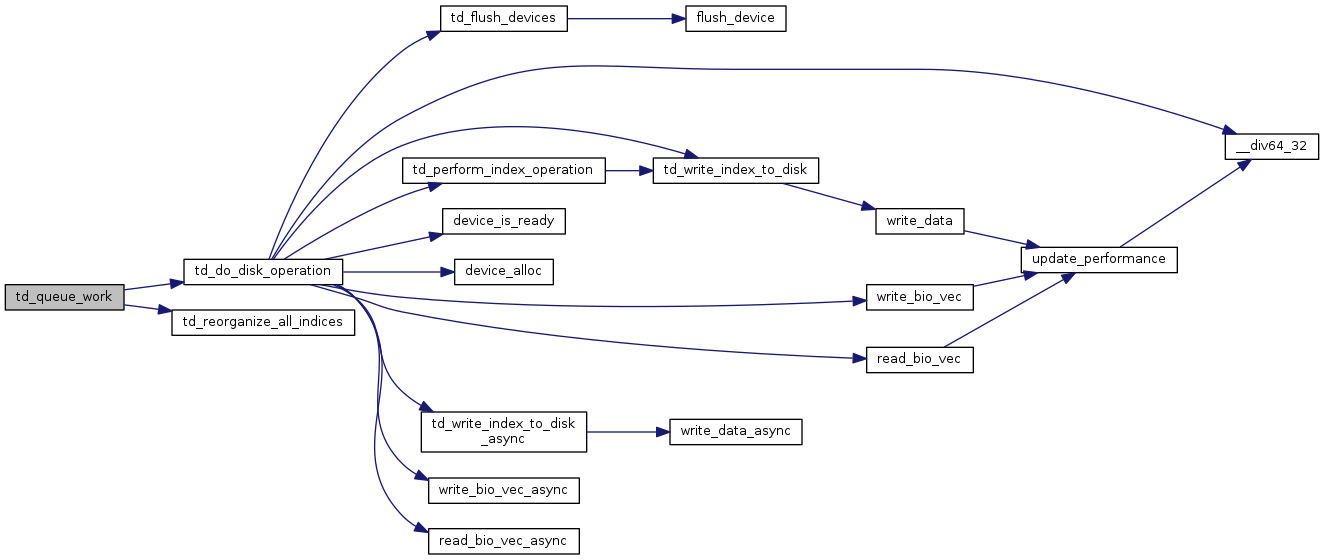 td_flush_devices
flush_device
__div64_32
td_perform_index_operation
td_write_index_to_disk
device_is_ready
write_data
td_do_disk_operation
device_alloc
update_performance
td_queue_work
write_bio_vec
td_reorganize_all_indices
read_bio_vec
td_write_index_to_disk
_async
write_data_async
write_bio_vec_async
read_bio_vec_async